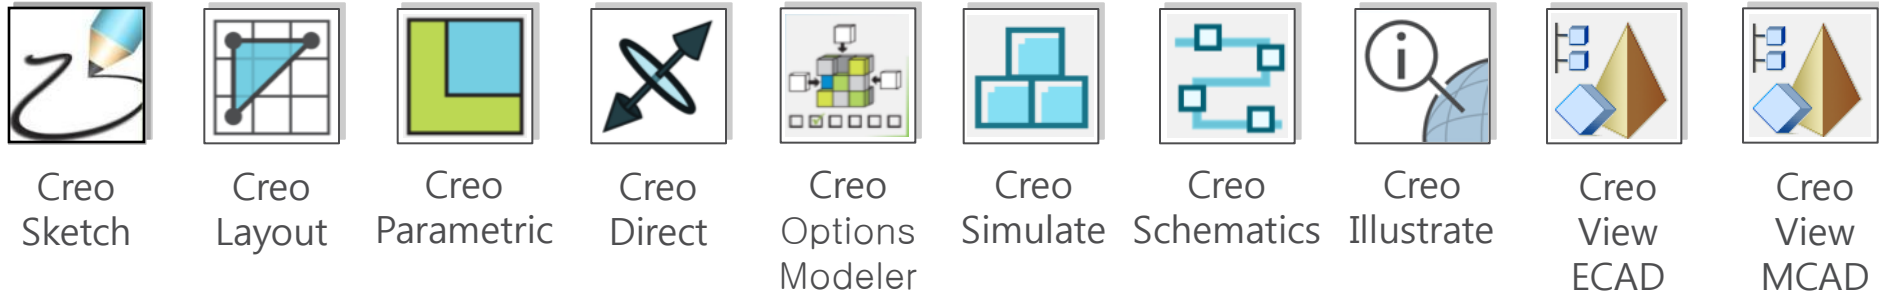 Creo
Sketch
Creo
Layout
Creo
Parametric
Creo
Direct
Creo
Options
Modeler
Creo
Simulate
Creo
Schematics
Creo
Illustrate
Creo
View
ECAD
Creo
View
MCAD